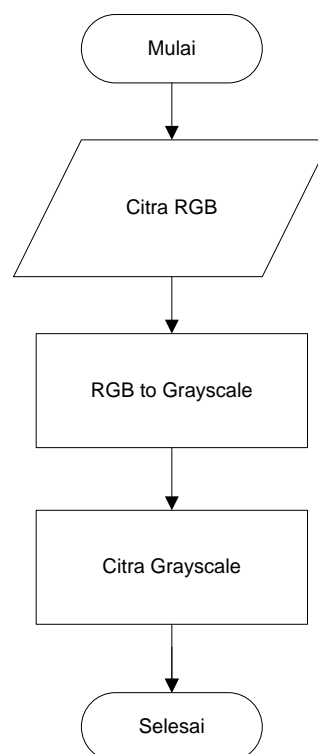 Mulai
Citra RGB
RGB to Grayscale
Citra Grayscale
Selesai